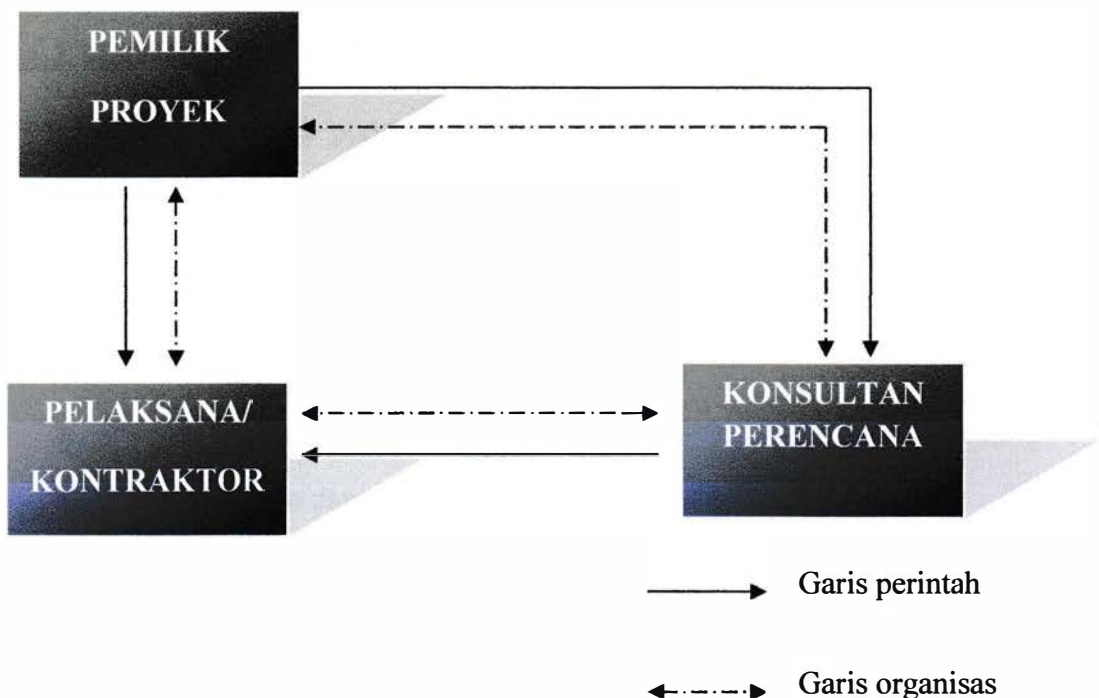 PEMILIK
PROYEK
PELAKSANA/
KONTRAKTOR
KONSULTAN
PERENCANA
Garis perintah
Garis organisas